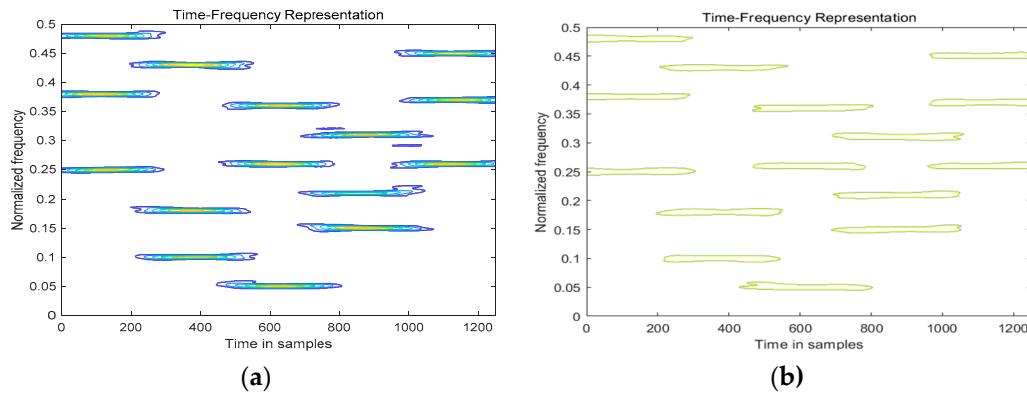 Time-Frequency Representation
Normalized frequency
0.5
0.45
0.4
0.35
0.3
0.25
0.2
0.15
0.1
0.05
0
0 200 400 600 800 1000 1200
Time in samples
(a)
Time-Frequency Representation
Normalized frequency
0.5
0.45
0.4
0.35
0.3
0.25
0.2
0.15
0.1
0.05
0
0 200 400 600 800 1000 1200
Time in samples
(b)